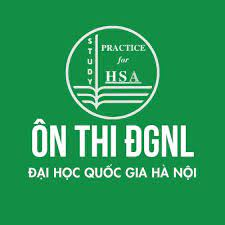 STUDY
PRACTICE
for
HSA
ÔN THI ĐGNL
ĐẠI HỌC QUỐC GIA HÀ NỘI